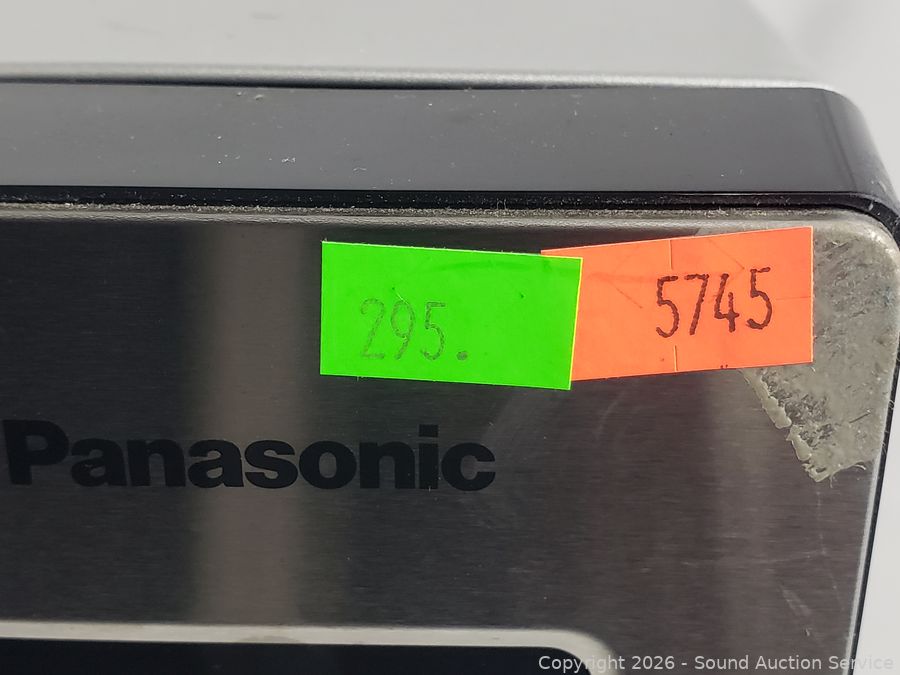 295.
5745
Panasonic
Copyright 2026 - Sound Auction Service